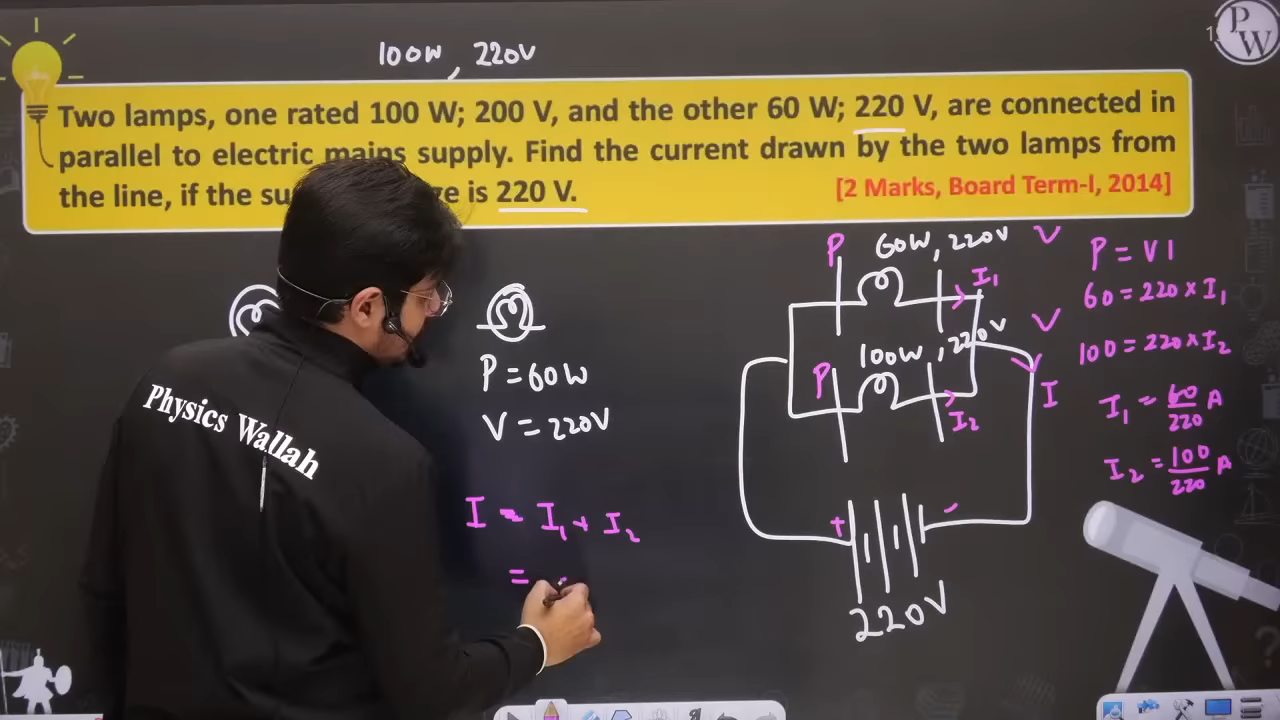 100W, 220V
P
W
Two lamps, one rated 100 W; 200 V, and the other 60 W; 220 V, are connected in
parallel to electric mains supply. Find the current drawn by the two lamps from
the line, if the is 220 V.
[2 Marks, Board Term-I, 2014]
P = 60W
V = 220V
I = I1 + I2
=
Physics Wallah
P
60W, 220V
V
I1
P
100W, 220V
V
I2
I
+
-
220V
P = VI
60 = 220 × I1
100 = 220 × I2
I1 = 60/220 A
I2 = 100/220 A